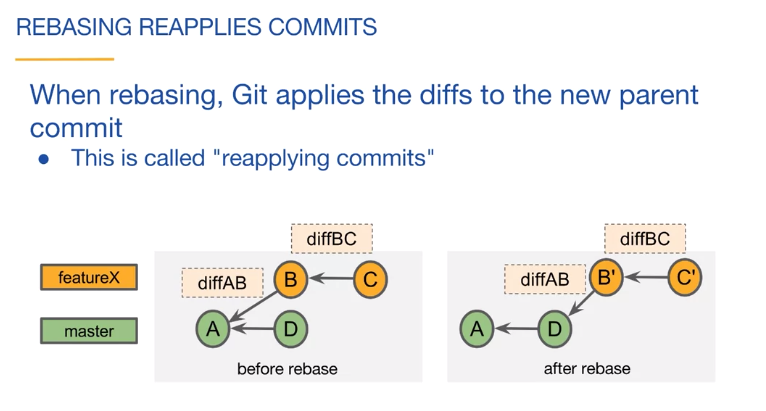 REBASING REAPPLIES COMMITS
When rebasing, Git applies the diffs to the new parent
commit
● This is called "reapplying commits"
diffBC
diffBC
featureX
diffAB
B
C
diffAB
B'
C'
master
A
D
A
D
before rebase
after rebase